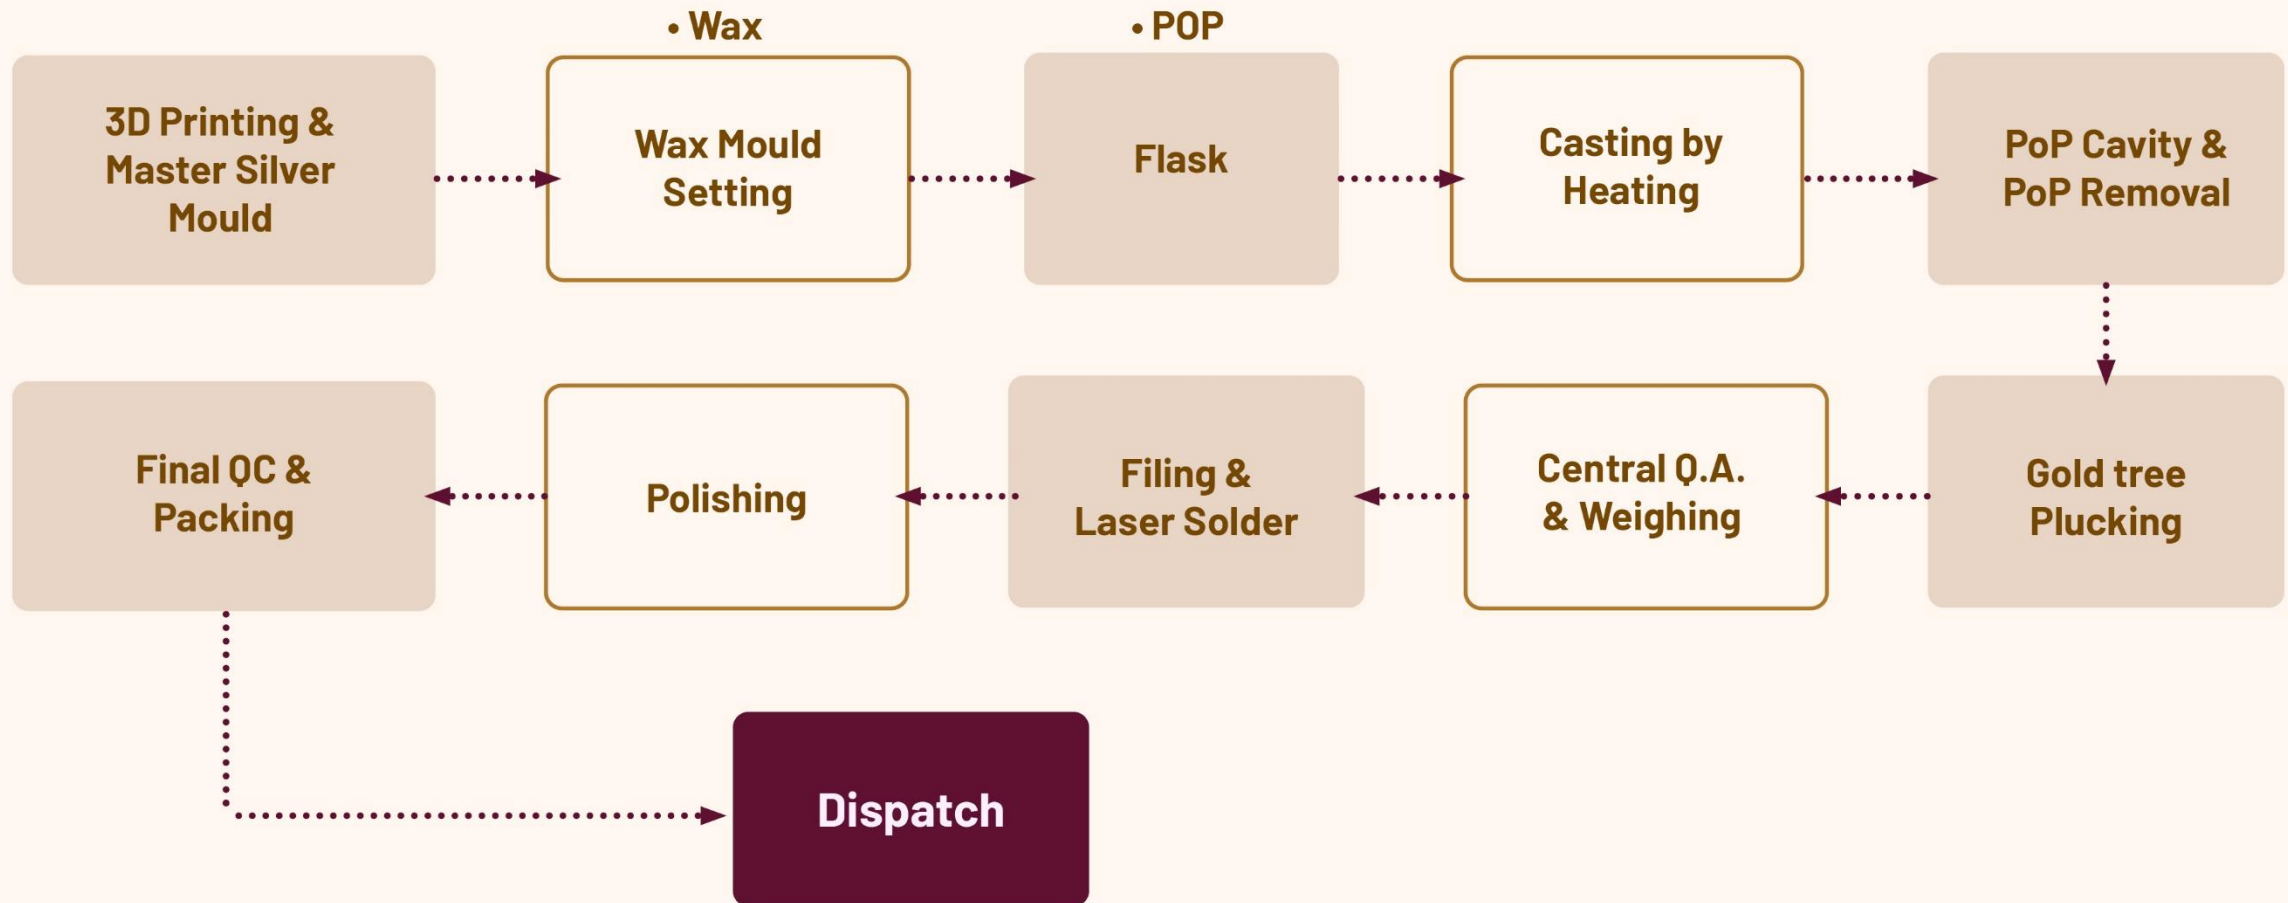 • Wax
• POP
3D Printing &
Master Silver
Mould
Wax Mould
Setting
Flask
Casting by
Heating
PoP Cavity &
PoP Removal
Gold tree
Plucking
Central Q.A.
& Weighing
Filing &
Laser Solder
Polishing
Final QC &
Packing
Dispatch